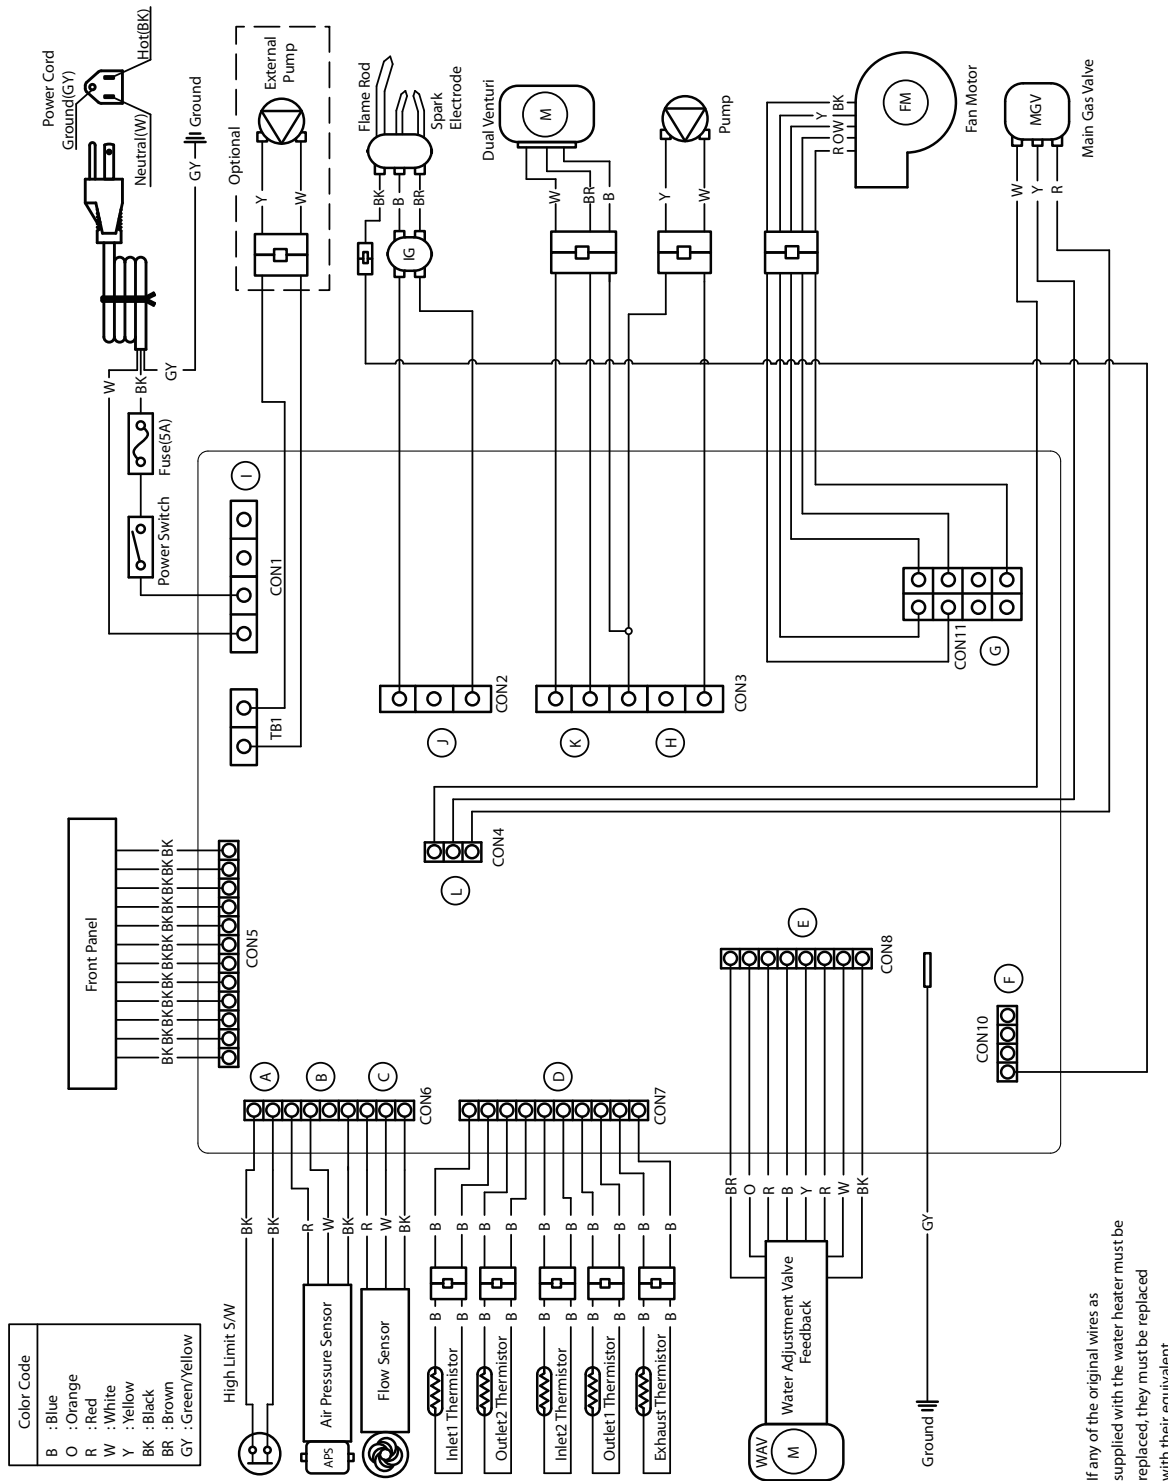 Color Code
B : Blue
O : Orange
R : Red
W : White
Y : Yellow
BK : Black
BR : Brown
GY : Green/Yellow
Front Panel
BK BK BK BK BK BK BK BK BK BK BK BK
CON5
Power Cord
Ground(GY)
Neutral(W)
Hot(BK)
W
BK
GY
GY
Ground
Fuse(5A)
Power Switch
I
CON1
TB1
Optional
External
Pump
Y
W
High Limit S/W
BK
BK
A
APS
Air Pressure Sensor
R
W
BK
B
Flow Sensor
R
W
BK
C
CON6
Flame Rod
Spark
Electrode
BK
B
BR
IG
J
CON2
Inlet1 Thermistor
B
B
B
B
Outlet2 Thermistor
B
B
B
B
Inlet2 Thermistor
B
B
B
B
Outlet1 Thermistor
B
B
B
B
Exhaust Thermistor
B
B
B
B
D
CON7
L
CON4
Dual Venturi
M
W
BR
B
K
Pump
Y
W
H
CON3
WAV
M
Water Adjustment Valve
Feedback
BR
O
R
B
Y
R
W
BK
E
CON8
Fan Motor
FM
R
O
W
Y
BK
CON11
G
Ground
GY
CON10
F
MGV
Main Gas Valve
W
Y
R
If any of the original wires as
supplied with the water heater must be
replaced, they must be replaced
with their equivalent